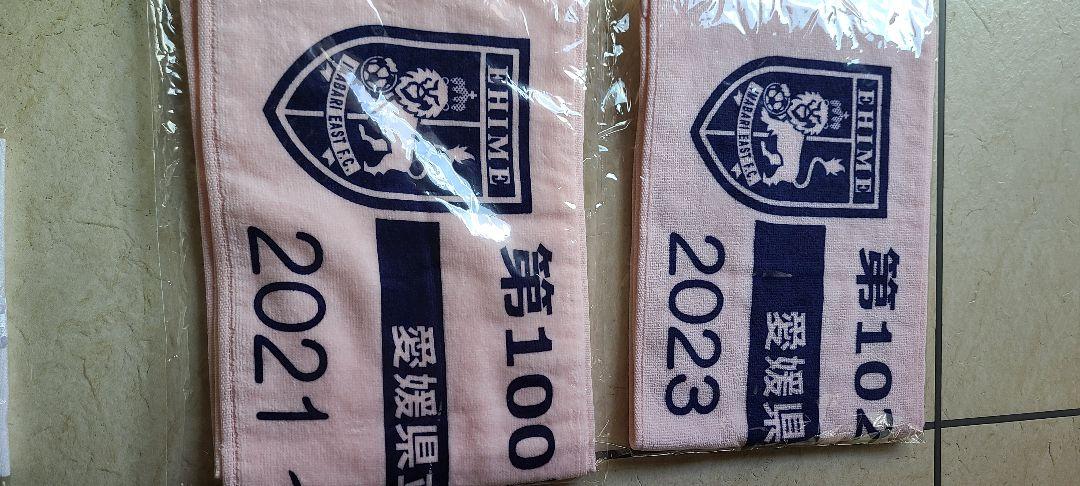 EHIME
IMABARI EAST F.C.
第100
愛媛県
2021
EHIME
IMABARI EAST F.C.
第102
愛媛県
2023